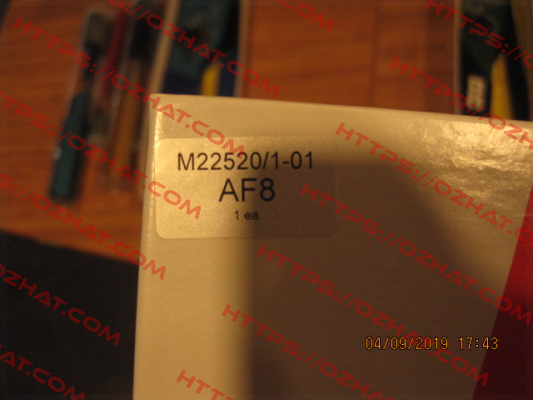 M22520/1-01
AF8
1 ea.
04/09/2019 17:43
HTTPS://OZHAT.COM